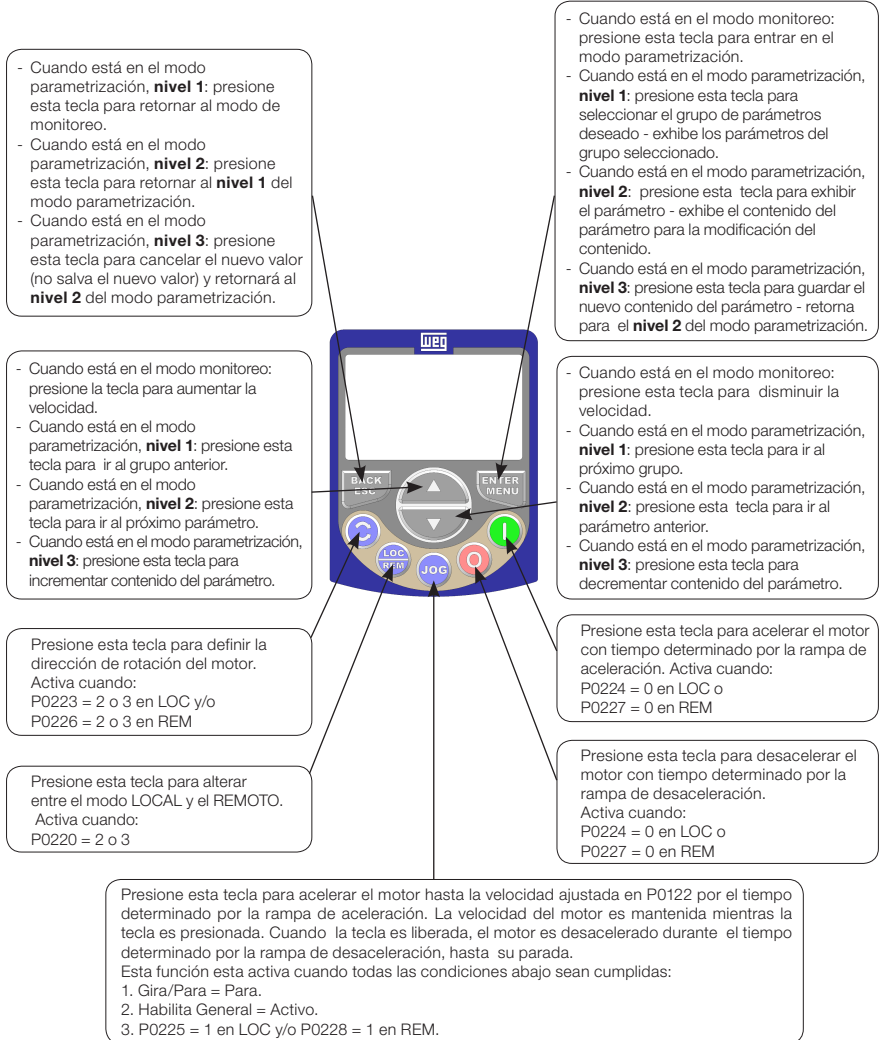 - Cuando está en el modo
parametrización, nivel 1: presione
esta tecla para retornar al modo de
monitoreo.
- Cuando está en el modo
parametrización, nivel 2: presione
esta tecla para retornar al nivel 1 del
modo parametrización.
- Cuando está en el modo
parametrización, nivel 3: presione
esta tecla para cancelar el nuevo valor
(no salva el nuevo valor) y retornará al
nivel 2 del modo parametrización.
- Cuando está en el modo monitoreo:
presione esta tecla para entrar en el
modo parametrización.
- Cuando está en el modo parametrización,
nivel 1: presione esta tecla para
seleccionar el grupo de parámetros
deseado - exhibe los parámetros del
grupo seleccionado.
- Cuando está en el modo parametrización,
nivel 2: presione esta tecla para exhibir
el parámetro - exhibe el contenido del
parámetro para la modificación del
contenido.
- Cuando está en el modo parametrización,
nivel 3: presione esta tecla para guardar el
nuevo contenido del parámetro - retorna
para el nivel 2 del modo parametrización.
- Cuando está en el modo monitoreo:
presione la tecla para aumentar la
velocidad.
- Cuando está en el modo
parametrización, nivel 1: presione esta
tecla para ir al grupo anterior.
- Cuando está en el modo
parametrización, nivel 2: presione esta
tecla para ir al próximo parámetro.
- Cuando está en el modo parametrización,
nivel 3: presione esta tecla para
incrementar contenido del parámetro.
weg
BACK
ESC
ENTER
MENU
LOC
REM
JOG
- Cuando está en el modo monitoreo:
presione esta tecla para disminuir la
velocidad.
- Cuando está en el modo parametrización,
nivel 1: presione esta tecla para ir al
próximo grupo.
- Cuando está en el modo parametrización,
nivel 2: presione esta tecla para ir al
parámetro anterior.
- Cuando está en el modo parametrización,
nivel 3: presione esta tecla para
decrementar contenido del parámetro.
Presione esta tecla para definir la
dirección de rotación del motor.
Activa cuando:
P0223 = 2 o 3 en LOC y/o
P0226 = 2 o 3 en REM
Presione esta tecla para acelerar el motor
con tiempo determinado por la rampa de
aceleración. Activa cuando:
P0224 = 0 en LOC o
P0227 = 0 en REM
Presione esta tecla para alterar
entre el modo LOCAL y el REMOTO.
Activa cuando:
P0220 = 2 o 3
Presione esta tecla para desacelerar el
motor con tiempo determinado por la
rampa de desaceleración.
Activa cuando:
P0224 = 0 en LOC o
P0227 = 0 en REM
Presione esta tecla para acelerar el motor hasta la velocidad ajustada en P0122 por el tiempo
determinado por la rampa de aceleración. La velocidad del motor es mantenida mientras la
tecla es presionada. Cuando la tecla es liberada, el motor es desacelerado durante el tiempo
determinado por la rampa de desaceleración, hasta su parada.
Esta función esta activa cuando todas las condiciones abajo sean cumplidas:
1. Gira/Para = Para.
2. Habilita General = Activo.
3. P0225 = 1 en LOC y/o P0228 = 1 en REM.